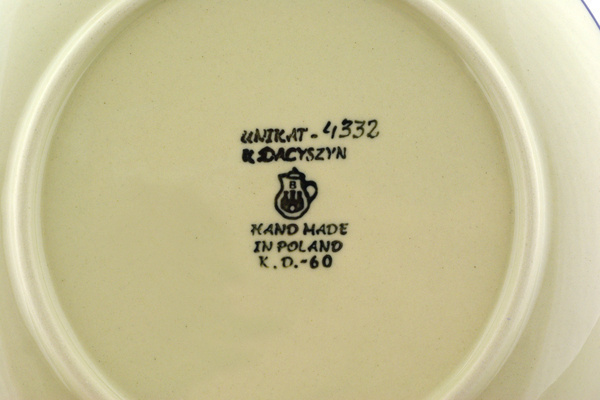 UNIKAT-4332
K.DACYSZYN
B
HAND MADE
IN POLAND
K.D.-60